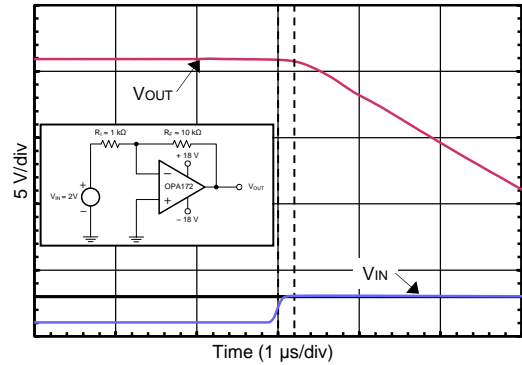 VOUT
RI = 1 kΩ
RF = 10 kΩ
+ 18 V
−
OPA172
+
VOUT
+
VIN = 2V
−
− 18 V
VIN
5 V/div
Time (1 µs/div)